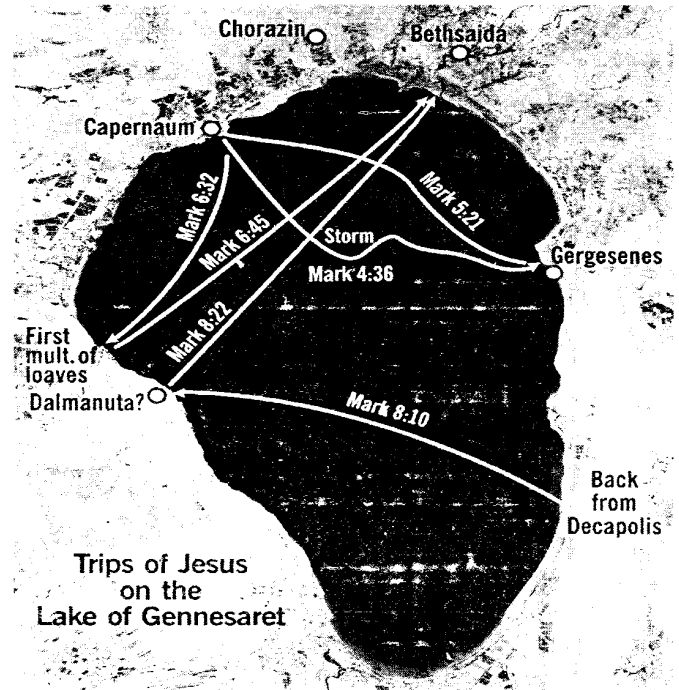 Chorazin
Bethsaida
Capernaum
Mark 6:32
Mark 5:21
Mark 6:45
Storm
Mark 4:36
Gergesenes
Mark 8:22
First
mult. of
loaves
Dalmanuta?
Mark 8:10
Back
from
Decapolis
Trips of Jesus
on the
Lake of Gennesaret